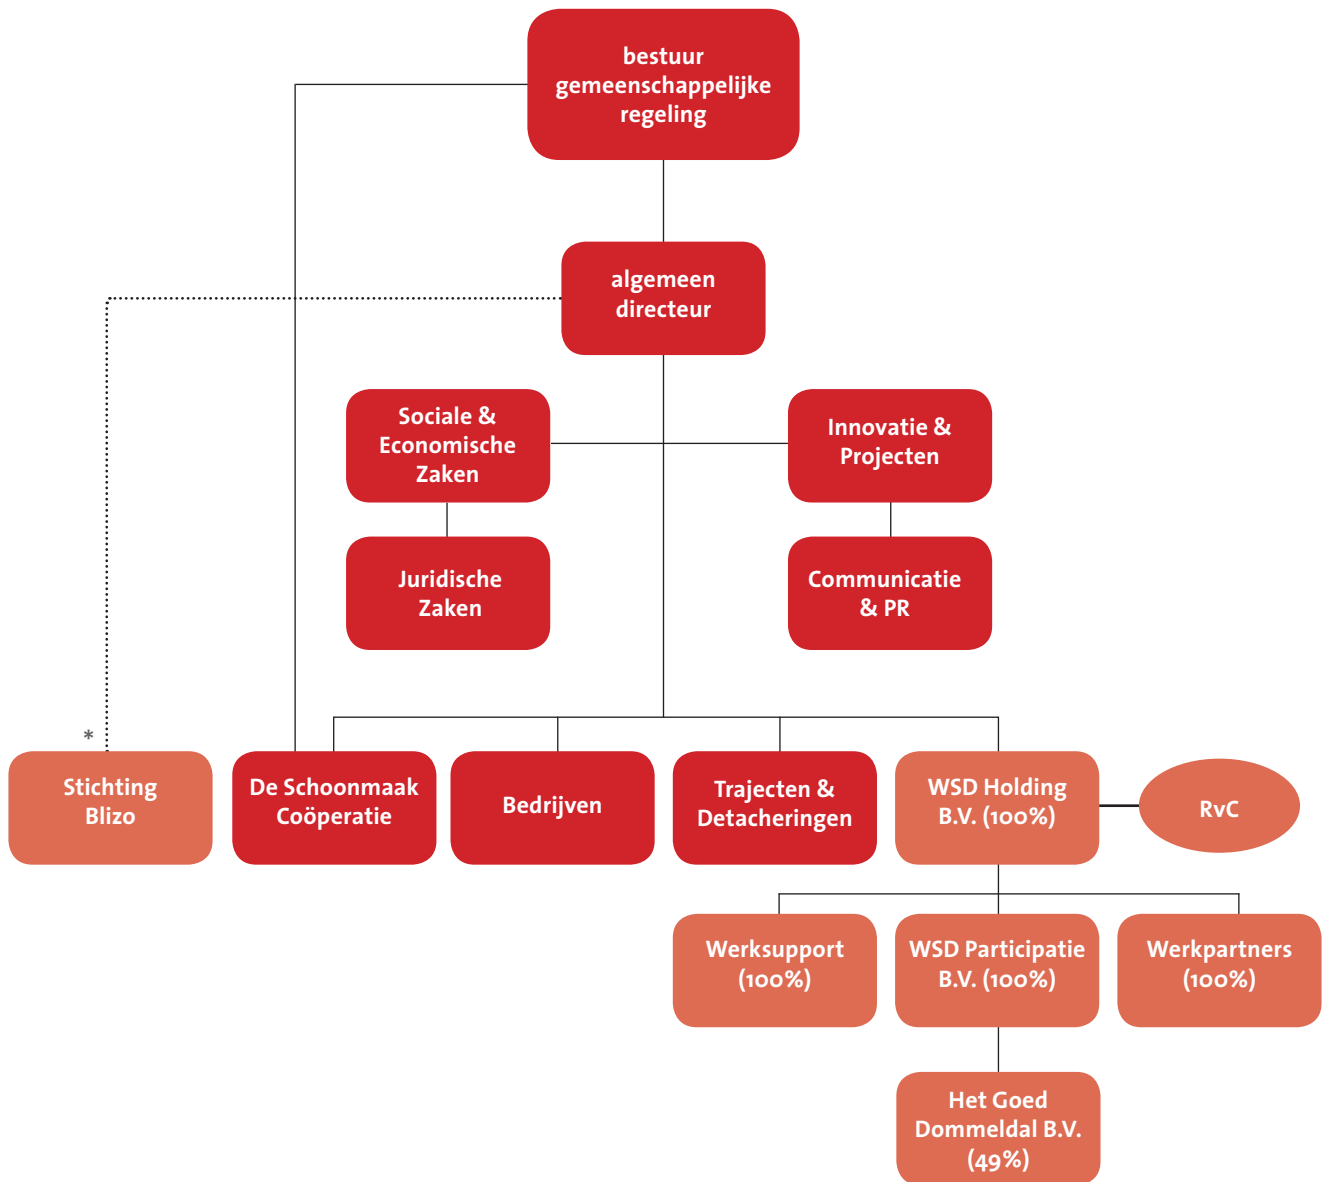 bestuur
gemeenschappelijke
regeling
algemeen
directeur
Sociale &
Economische
Zaken
Innovatie &
Projecten
Juridische
Zaken
Communicatie
& PR
*
Stichting
Blizo
De Schoonmaak
Coöperatie
Bedrijven
Trajecten &
Detacheringen
WSD Holding
B.V. (100%)
RvC
Werksupport
(100%)
WSD Participatie
B.V. (100%)
Werkpartners
(100%)
Het Goed
Dommeldal B.V.
(49%)